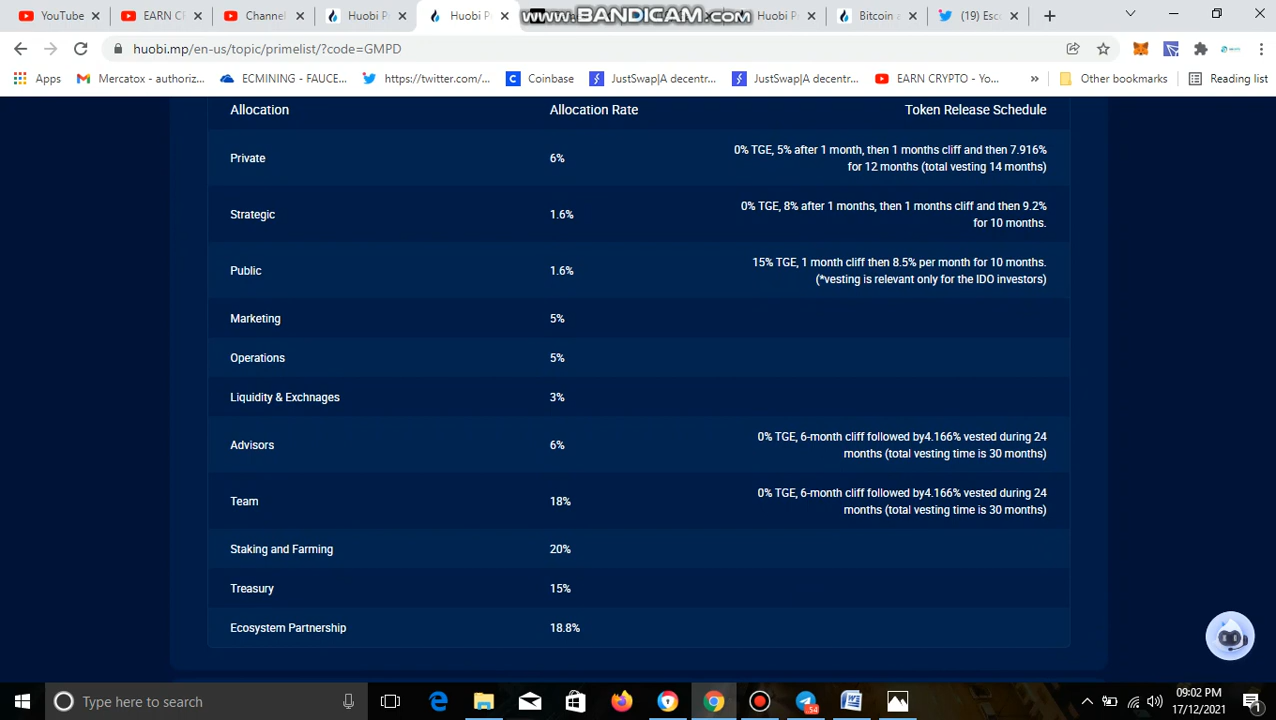 YouTube
EARN CR
Channel
Huobi P
Huobi P
WWW.BANDICAM.COM
Huobi P
Bitcoin a
(19) Esco
huobi.mp/en-us/topic/primelist/?code=GMPD
Apps
Mercatox - authoriz...
ECMINING - FAUCE...
https://twitter.com/...
Coinbase
JustSwap|A decentr...
JustSwap|A decentr...
EARN CRYPTO - Yo...
»
Other bookmarks
Reading list
Allocation Allocation Rate Token Release Schedule
Private 6% 0% TGE, 5% after 1 month, then 1 months cliff and then 7.916%
for 12 months (total vesting 14 months)
Strategic 1.6% 0% TGE, 8% after 1 months, then 1 months cliff and then 9.2%
for 10 months.
Public 1.6% 15% TGE, 1 month cliff then 8.5% per month for 10 months.
(*vesting is relevant only for the IDO investors)
Marketing 5%
Operations 5%
Liquidity & Exchnages 3%
Advisors 6% 0% TGE, 6-month cliff followed by4.166% vested during 24
months (total vesting time is 30 months)
Team 18% 0% TGE, 6-month cliff followed by4.166% vested during 24
months (total vesting time is 30 months)
Staking and Farming 20%
Treasury 15%
Ecosystem Partnership 18.8%
Type here to search
54
09:02 PM
17/12/2021
1